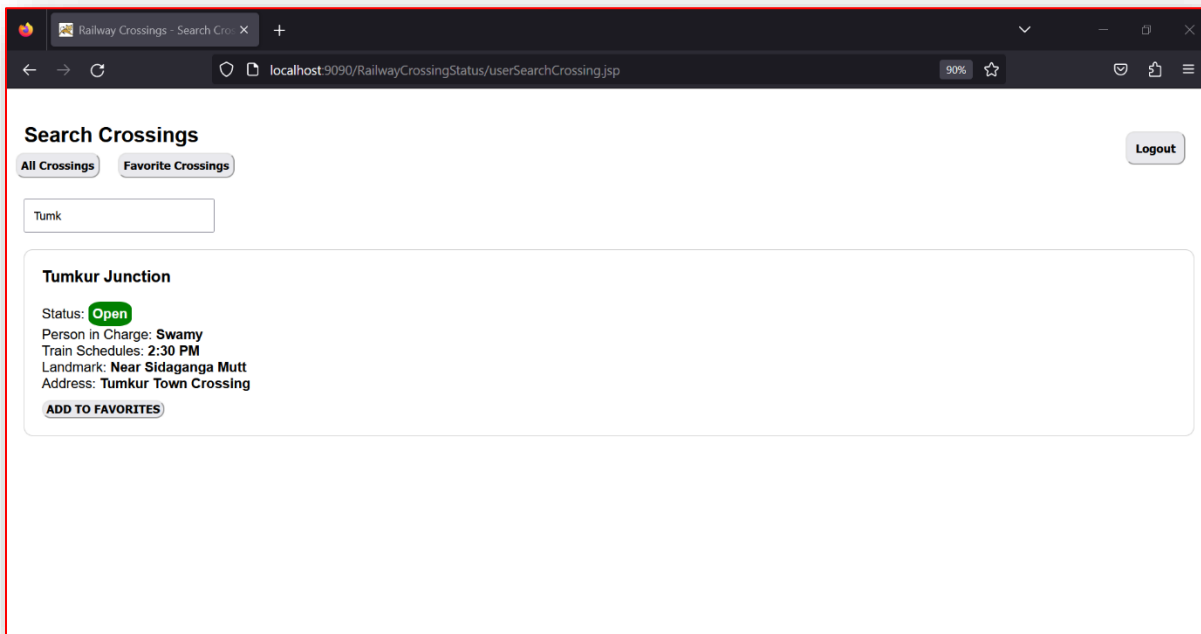 Railway Crossings - Search Cro
localhost:9090/RailwayCrossingStatus/userSearchCrossing.jsp
90%
Search Crossings
Logout
All Crossings Favorite Crossings
Tumk
Tumkur Junction
Status: Open
Person in Charge: Swamy
Train Schedules: 2:30 PM
Landmark: Near Sidaganga Mutt
Address: Tumkur Town Crossing
ADD TO FAVORITES